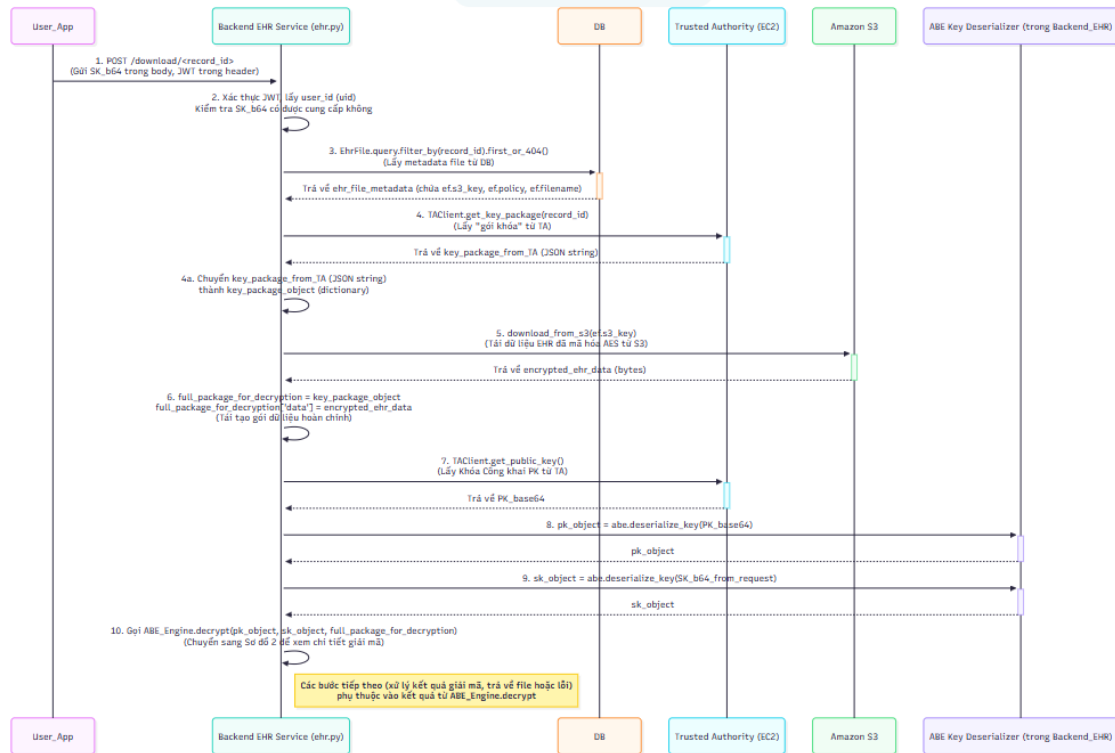 User_App
Backend EHR Service (ehr.py)
DB
Trusted Authority (EC2)
Amazon S3
ABE Key Deserializer (trong Backend_EHR)
1. POST /download/<record_id>
(Gửi SK_b64 trong body, JWT trong header)
2. Xác thực JWT, lấy user_id (uid)
Kiểm tra SK_b64 có được cung cấp không
3. EhrFile.query.filter_by(record_id).first_or_404()
(Lấy metadata file từ DB)
Trả về ehr_file_metadata (chứa ef.s3_key, ef.policy, ef.filename)
4. TAClient.get_key_package(record_id)
(Lấy "gói khóa" từ TA)
Trả về key_package_from_TA (JSON string)
4a. Chuyển key_package_from_TA (JSON string)
thành key_package_object (dictionary)
5. download_from_s3(ef.s3_key)
(Tải dữ liệu EHR đã mã hóa AES từ S3)
Trả về encrypted_ehr_data (bytes)
6. full_package_for_decryption = key_package_object
full_package_for_decryption['data'] = encrypted_ehr_data
(Tái tạo gói dữ liệu hoàn chỉnh)
7. TAClient.get_public_key()
(Lấy Khóa Công khai PK từ TA)
Trả về PK_base64
8. pk_object = abe.deserialize_key(PK_base64)
pk_object
9. sk_object = abe.deserialize_key(SK_b64_from_request)
sk_object
10. Gọi ABE_Engine.decrypt(pk_object, sk_object, full_package_for_decryption)
(Chuyển sang Sơ đồ 2 để xem chi tiết giải mã)
Các bước tiếp theo (xử lý kết quả giải mã, trả về file hoặc lỗi)
phụ thuộc vào kết quả từ ABE_Engine.decrypt
User_App
Backend EHR Service (ehr.py)
DB
Trusted Authority (EC2)
Amazon S3
ABE Key Deserializer (trong Backend_EHR)